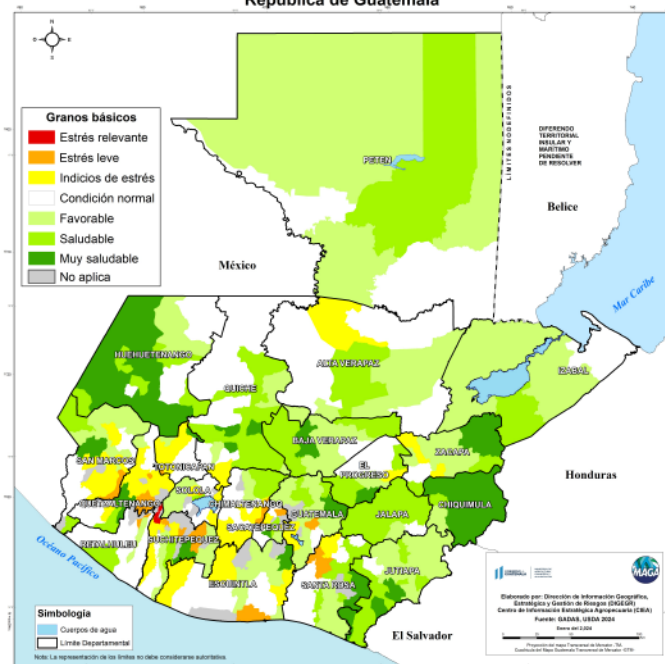 República de Guatemala
N
O
E
S
Granos básicos
Estrés relevante
Estrés leve
Indicios de estrés
Condición normal
Favorable
Saludable
Muy saludable
No aplica
PETEN
LIMITES NO DEFINIDOS
DIFERENDO
TERRITORIAL
INSULAR Y
MARÍTIMO
PENDIENTE
DE RESOLVER
Belice
México
Mar Caribe
HUEHUETENANGO
QUICHE
ALTA VERAPAZ
IZABAL
BAJA VERAPAZ
ZACAPA
SAN MARCOS
TOTONICAPAN
EL
PROGRESO
Honduras
QUETZALTENANGO
SOLOLA
CHIMALTENANGO
GUATEMALA
JALAPA
CHIQUIMULA
SACATEPEQUEZ
RETALHULEU
SUCHITEPEQUEZ
Océano Pacífico
ESCUINTLA
SANTA ROSA
JUTIAPA
El Salvador
Simbología
Cuerpos de agua
Límite Departamental
Nota: La representación de los límites no debe considerarse autoritativa.
MAGA
Elaborado por: Dirección de Información Geográfica,
Estratégica y Gestión de Riesgos (DIGEGR)
Centro de Información Estratégica Agropecuaria (CIEA)
Fuente: GADAS, USDA 2024
Enero del 2,024